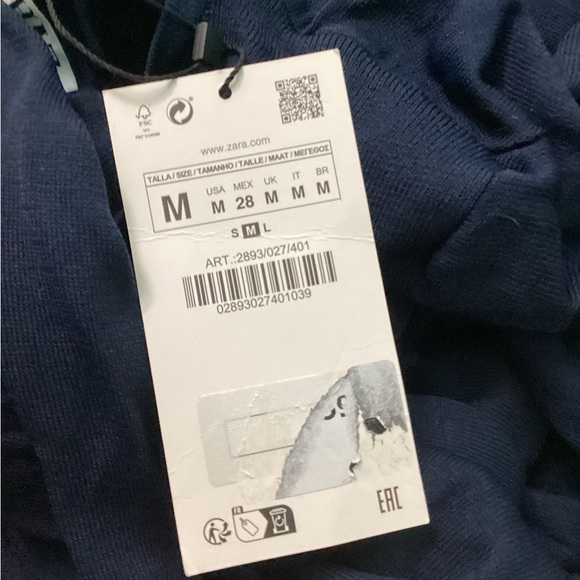 FSC
www.zara.com
TALLA / SIZE / TAMANHO / TAILLE / MAAT / ΜΕΓΕΘΟΣ
M
USA MEX UK IT BR
M 28 M M M
S M L
ART.:2893/027/401
02893027401039
FR
EAC